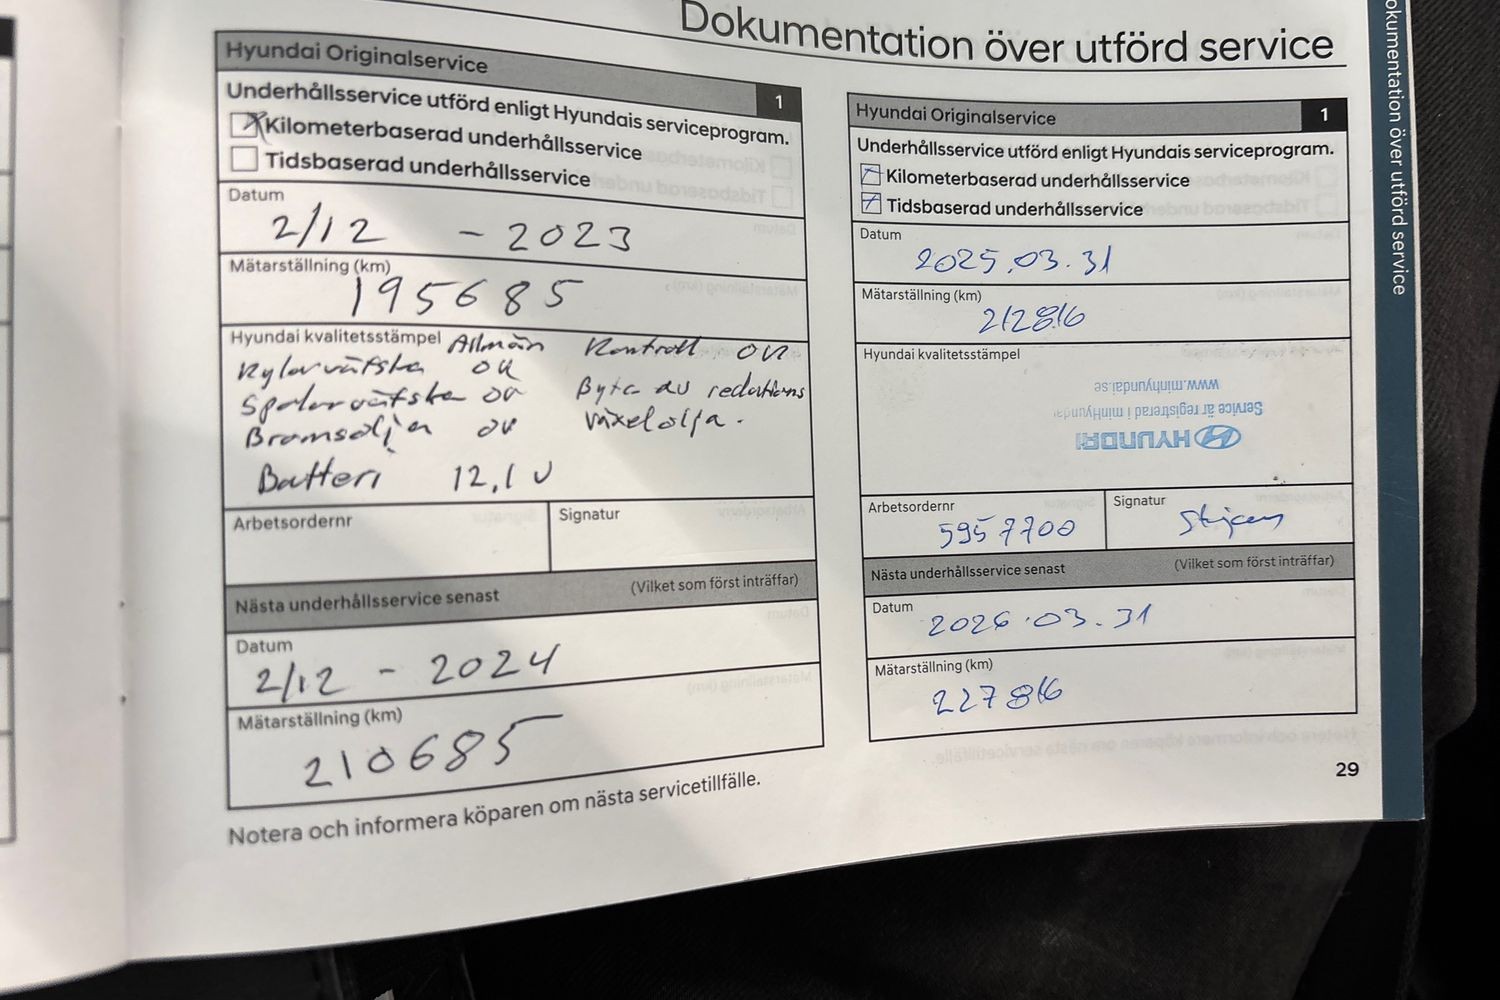 Dokumentation över utförd service
Hyundai Originalservice 1
Underhållsservice utförd enligt Hyundais serviceprogram.
Kilometerbaserad underhållsservice
Tidsbaserad underhållsservice
Datum
2/12 - 2023
Mätarställning (km)
195685
Hyundai kvalitetsstämpel Allmän Kontroll OK
Kylarvätska OK
Spolarvätska OK Byte av reduktions
Bromsolja OK växelolja.
Batteri 12,1 V
Arbetsordernr
Signatur
Nästa underhållsservice senast (Vilket som först inträffar)
Datum
2/12 - 2024
Mätarställning (km)
210685
Notera och informera köparen om nästa servicetillfälle.
Hyundai Originalservice 1
Underhållsservice utförd enligt Hyundais serviceprogram.
Kilometerbaserad underhållsservice
Tidsbaserad underhållsservice
Datum
2025.03.31
Mätarställning (km)
212816
Hyundai kvalitetsstämpel
www.minhyundai.se
Service är registrerad i minHyundai
HYUNDAI
Arbetsordernr
5957700
Signatur
Nästa underhållsservice senast (Vilket som först inträffar)
Datum
2026.03.31
Mätarställning (km)
227816
29
Dokumentation över utförd service